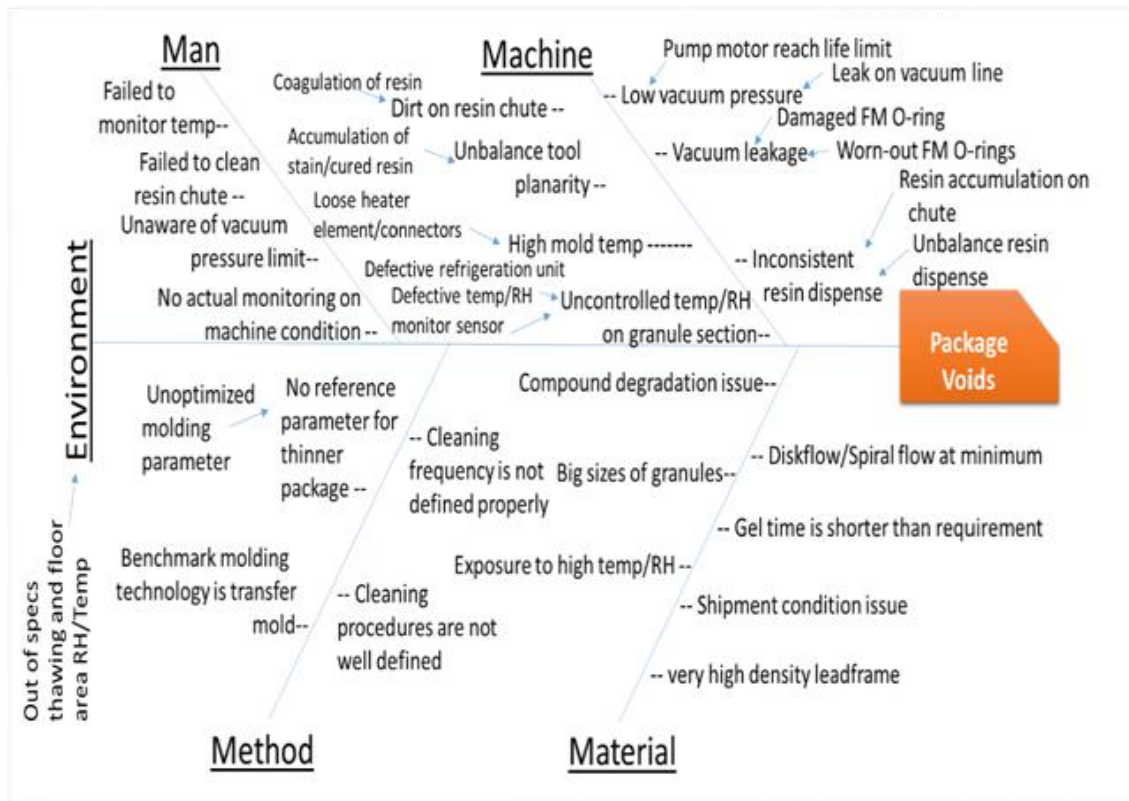 Man
Failed to
monitor temp--
Failed to clean
resin chute --
Unaware of vacuum
pressure limit--
No actual monitoring on
machine condition --
Machine
Coagulation of resin
Dirt on resin chute --
Accumulation of
stain/cured resin
Unbalance tool
planarity --
Loose heater
element/connectors
High mold temp -------
Defective refrigeration unit
Defective temp/RH
monitor sensor
Uncontrolled temp/RH
on granule section--
Pump motor reach life limit
Leak on vacuum line
-- Low vacuum pressure
Damaged FM O-ring
-- Vacuum leakage
Worn-out FM O-rings
Resin accumulation on
chute
Unbalance resin
dispense
-- Inconsistent
resin dispense
Package
Voids
Environment
Out of specs
thawing and floor
area RH/Temp
Unoptimized
molding
parameter
No reference
parameter for
thinner
package --
-- Cleaning
frequency is not
defined properly
Benchmark molding
technology is transfer
mold--
-- Cleaning
procedures are not
well defined
Method
Compound degradation issue--
Big sizes of granules--
Exposure to high temp/RH --
-- Diskflow/Spiral flow at minimum
-- Gel time is shorter than requirement
-- Shipment condition issue
-- very high density leadframe
Material